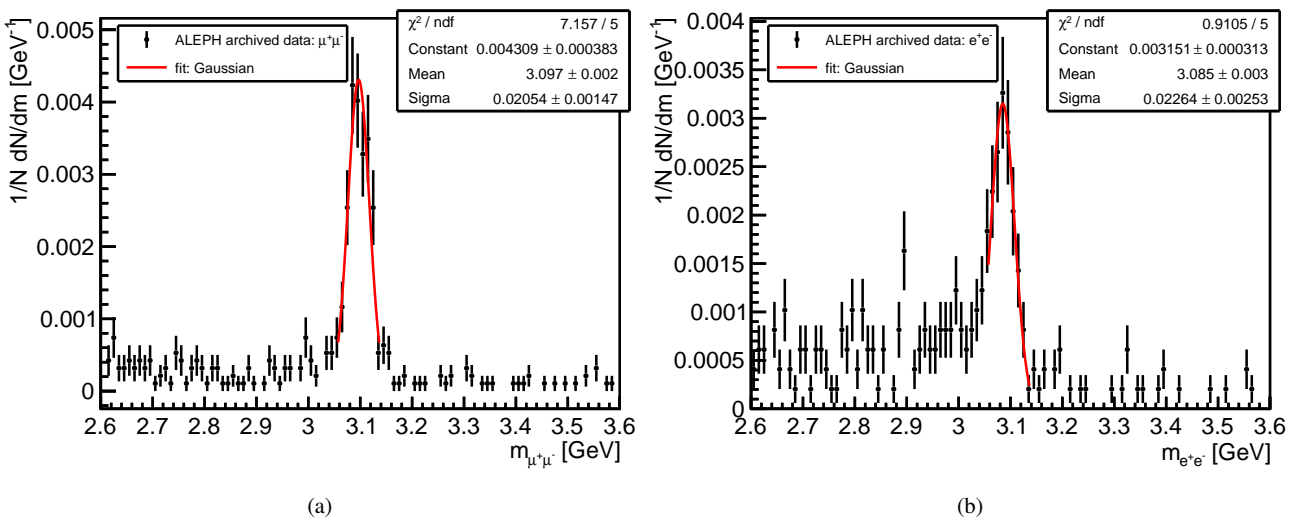 1/N dN/dm [GeV⁻¹]
0.005
0.004
0.003
0.002
0.001
0
ALEPH archived data: μ⁺μ⁻
fit: Gaussian
χ² / ndf 7.157 / 5
Constant 0.004309 ± 0.000383
Mean 3.097 ± 0.002
Sigma 0.02054 ± 0.00147
2.6 2.7 2.8 2.9 3 3.1 3.2 3.3 3.4 3.5 3.6
m_μ⁺μ⁻ [GeV]
(a)
1/N dN/dm [GeV⁻¹]
0.004
0.0035
0.003
0.0025
0.002
0.0015
0.001
0.0005
0
ALEPH archived data: e⁺e⁻
fit: Gaussian
χ² / ndf 0.9105 / 5
Constant 0.003151 ± 0.000313
Mean 3.085 ± 0.003
Sigma 0.02264 ± 0.00253
2.6 2.7 2.8 2.9 3 3.1 3.2 3.3 3.4 3.5 3.6
m_e⁺e⁻ [GeV]
(b)